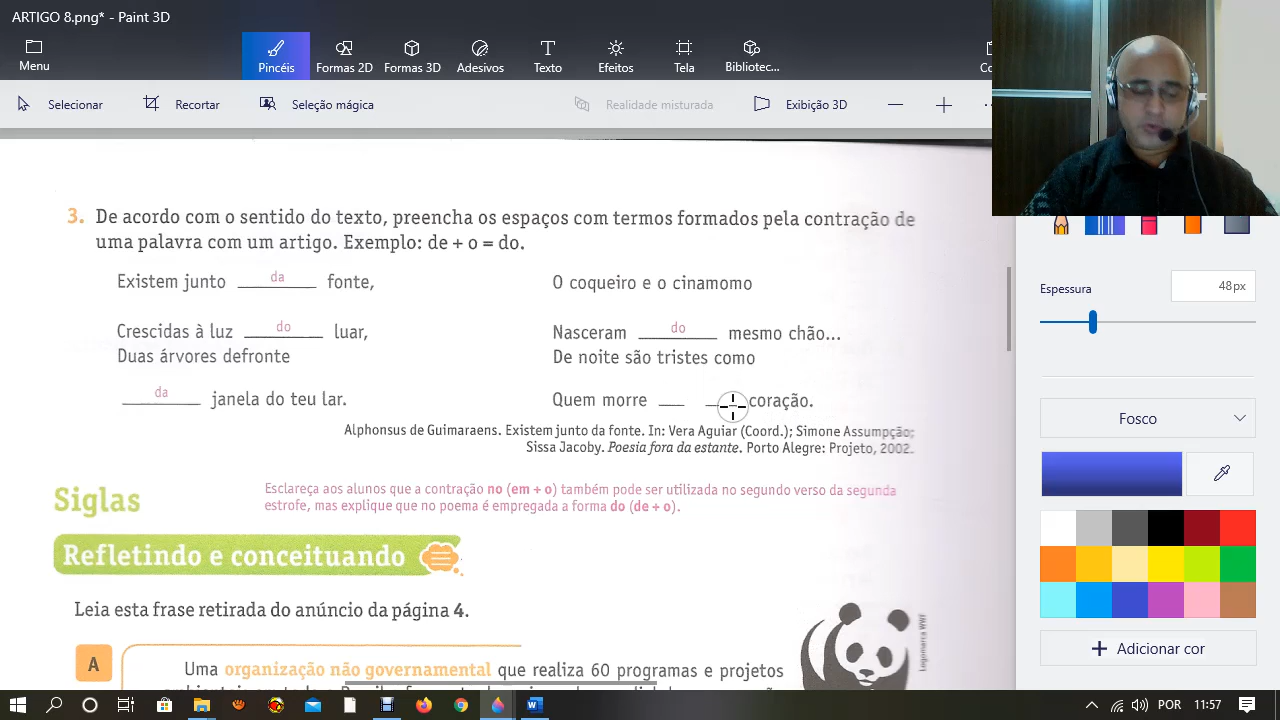 ARTIGO 8.png* - Paint 3D
Menu
Pincéis
Formas 2D
Formas 3D
Adesivos
Texto
Efeitos
Tela
Bibliotec...
Co
Selecionar
Recortar
Seleção mágica
Realidade misturada
Exibição 3D
3. De acordo com o sentido do texto, preencha os espaços com termos formados pela contração de
uma palavra com um artigo. Exemplo: de + o = do.
Existem junto da fonte,
Crescidas à luz do luar,
Duas árvores defronte
da janela do teu lar.
O coqueiro e o cinamomo
Nasceram do mesmo chão...
De noite são tristes como
Quem morre ___ coração.
Alphonsus de Guimaraens. Existem junto da fonte. In: Vera Aguiar (Coord.); Simone Assumpção;
Sissa Jacoby. Poesia fora da estante. Porto Alegre: Projeto, 2002.
Siglas
Esclareça aos alunos que a contração no (em + o) também pode ser utilizada no segundo verso da segunda
estrofe, mas explique que no poema é empregada a forma do (de + o).
Refletindo e conceituando
Leia esta frase retirada do anúncio da página 4.
A
Uma organização não governamental que realiza 60 programas e projetos
Logomarca WWF
Espessura
48px
Fosco
+ Adicionar cor
POR
11:57